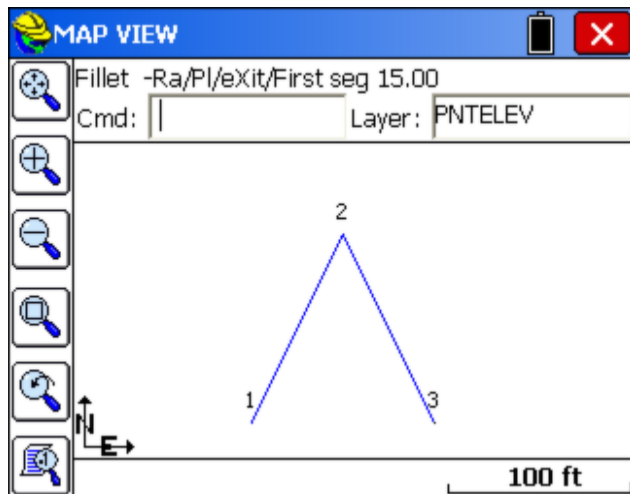 MAP VIEW
Fillet -Ra/Pl/eXit/First seg 15.00
Cmd: Layer: PNTELEV
2
1 3
N
E
100 ft